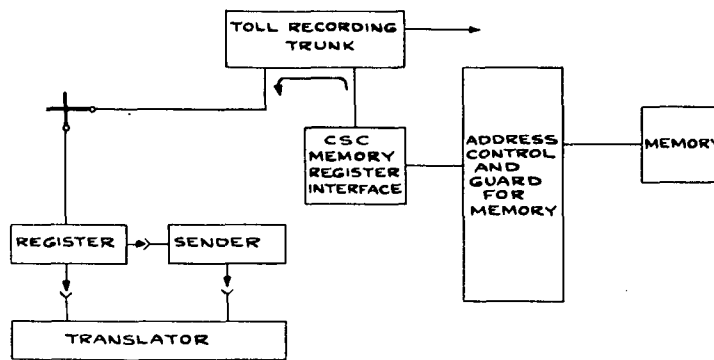 TOLL RECORDING
TRUNK
CSC
MEMORY
REGISTER
INTERFACE
ADDRESS
CONTROL
AND
GUARD
FOR
MEMORY
MEMORY
REGISTER
SENDER
TRANSLATOR